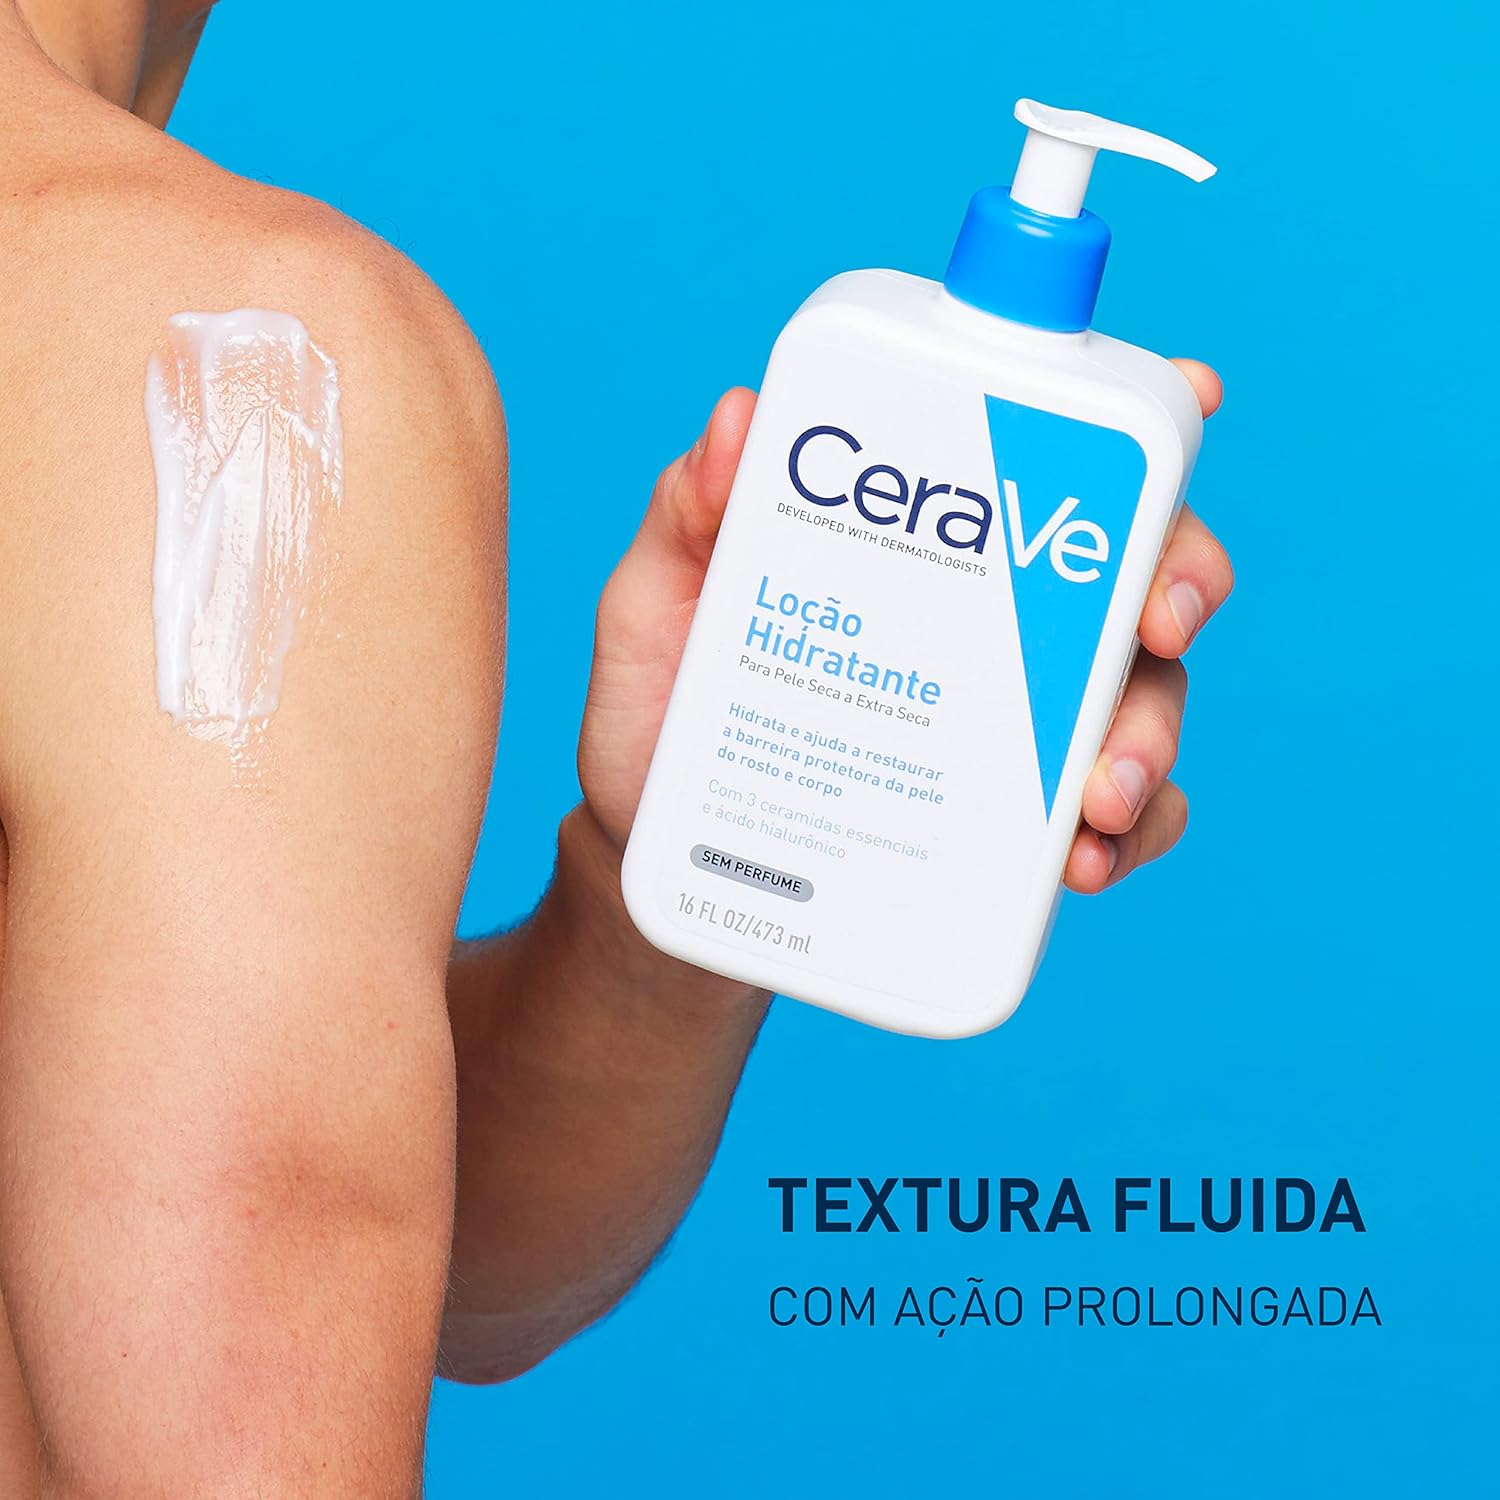 CeraVe
DEVELOPED WITH DERMATOLOGISTS
Loção
Hidratante
Para Pele Seca a Extra Seca
Hidrata e ajuda a restaurar
a barreira protetora da pele
do rosto e corpo
Com 3 ceramidas essenciais
e ácido hialurônico
SEM PERFUME
16 FL OZ/473 ml
TEXTURA FLUIDA
COM AÇÃO PROLONGADA